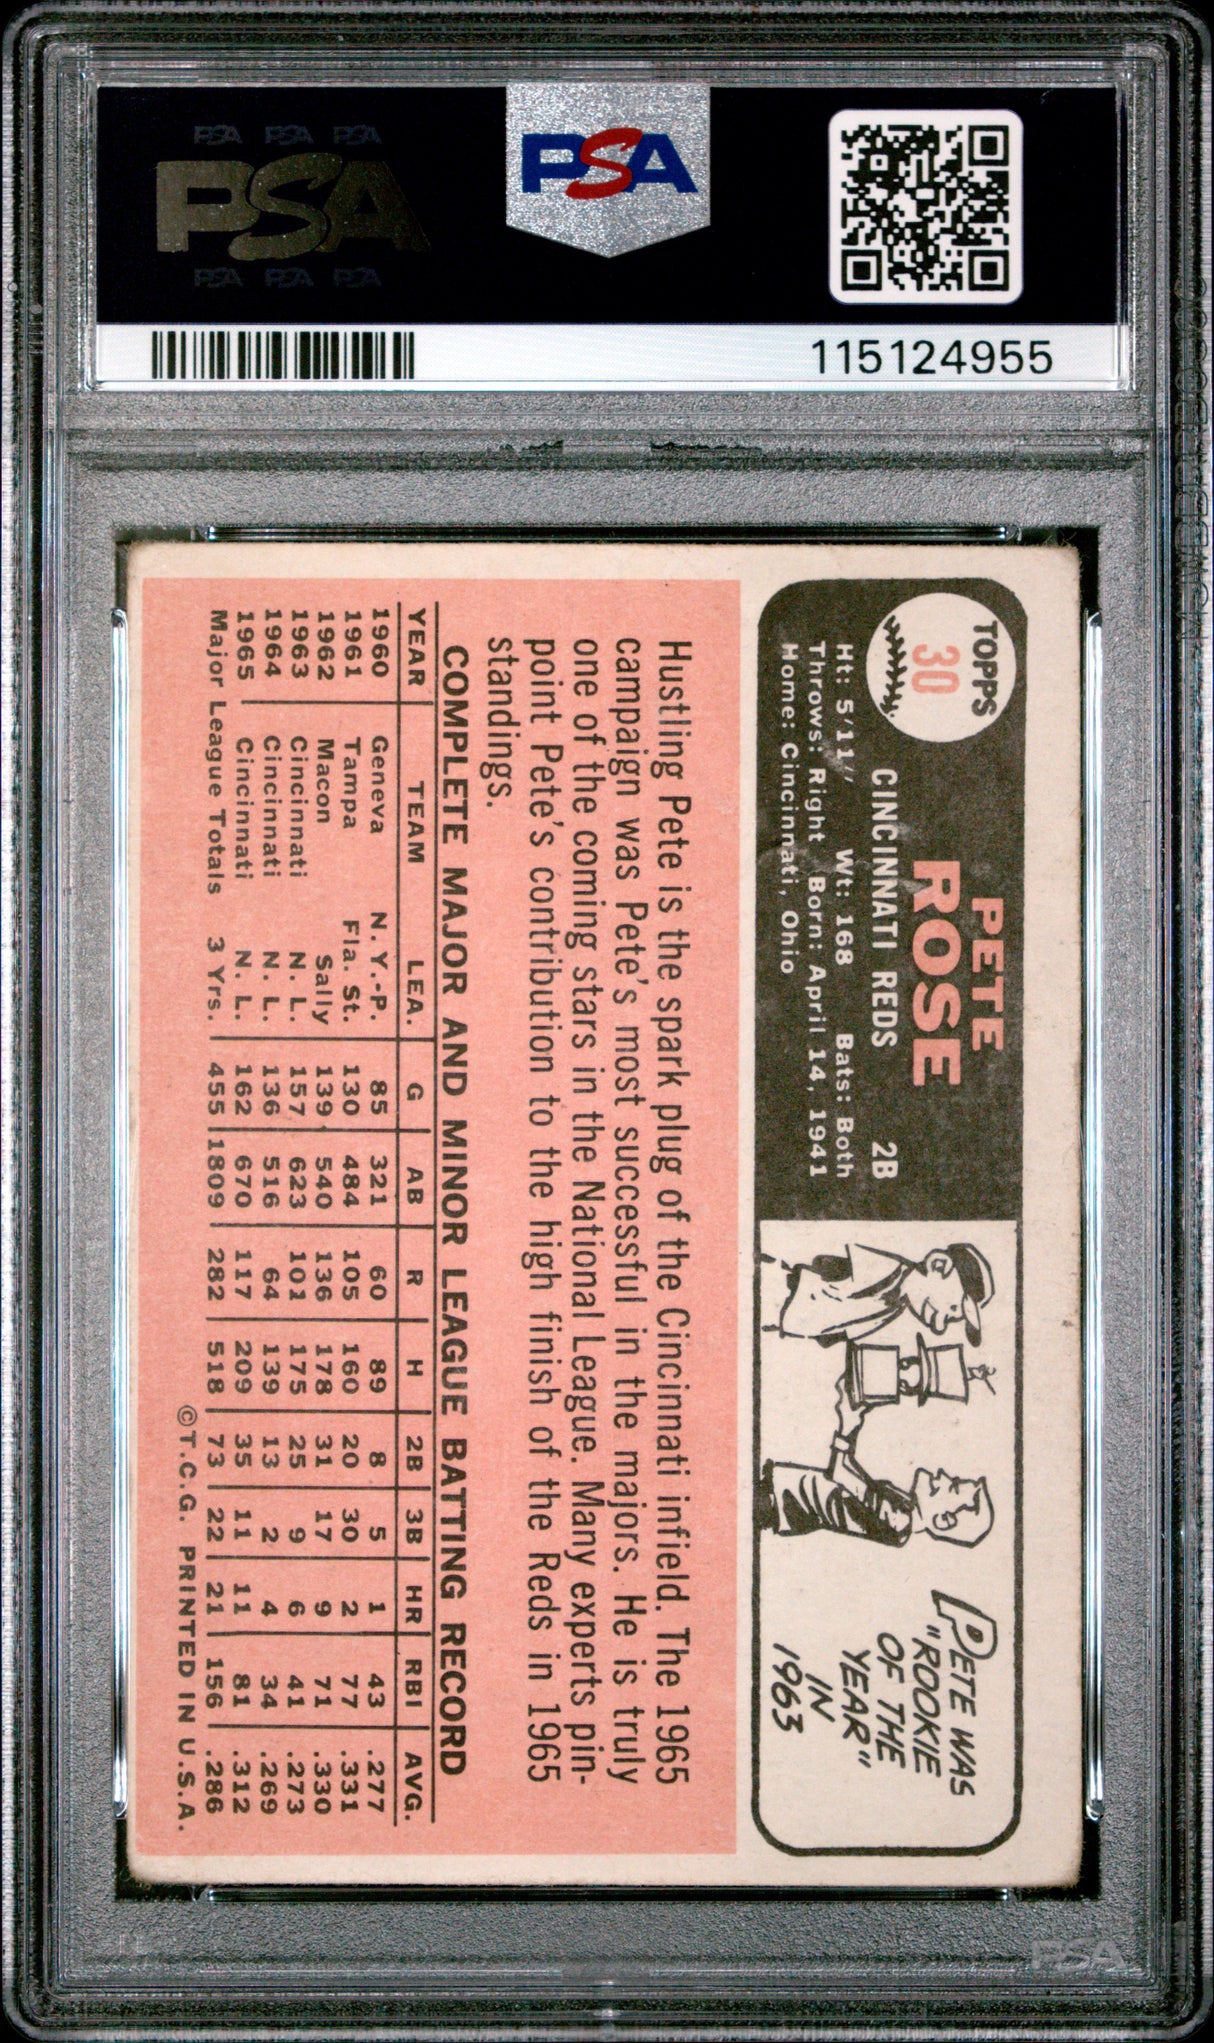 PSA PSA PSA
PSA
PSA PSA PSA
PSA
115124955
TOPPS
30
PETE
ROSE
CINCINNATI REDS 2B
Ht: 5'11" Wt: 168 Bats: Both
Throws: Right Born: April 14, 1941
Home: Cincinnati, Ohio
PETE WAS
"ROOKIE
OF THE
YEAR"
IN
1963
Hustling Pete is the spark plug of the Cincinnati infield. The 1965
campaign was Pete's most successful in the majors. He is truly
one of the coming stars in the National League. Many experts pin-
point Pete's contribution to the high finish of the Reds in 1965
standings.
COMPLETE MAJOR AND MINOR LEAGUE BATTING RECORD
YEAR TEAM LEA. G AB R H 2B 3B HR RBI AVG.
1960 Geneva N. Y.-P. 85 321 60 89 8 5 1 43 .277
1961 Tampa Fla. St. 130 484 105 160 20 30 2 77 .331
1962 Macon Sally 139 540 136 178 31 17 9 71 .330
1963 Cincinnati N. L. 157 623 101 175 25 9 6 41 .273
1964 Cincinnati N. L. 136 516 64 139 13 2 4 34 .269
1965 Cincinnati N. L. 162 670 117 209 35 11 11 81 .312
Major League Totals 3 Yrs. 455 1809 282 518 73 22 21 156 .286
©T.C.G. PRINTED IN U.S.A.
PSA